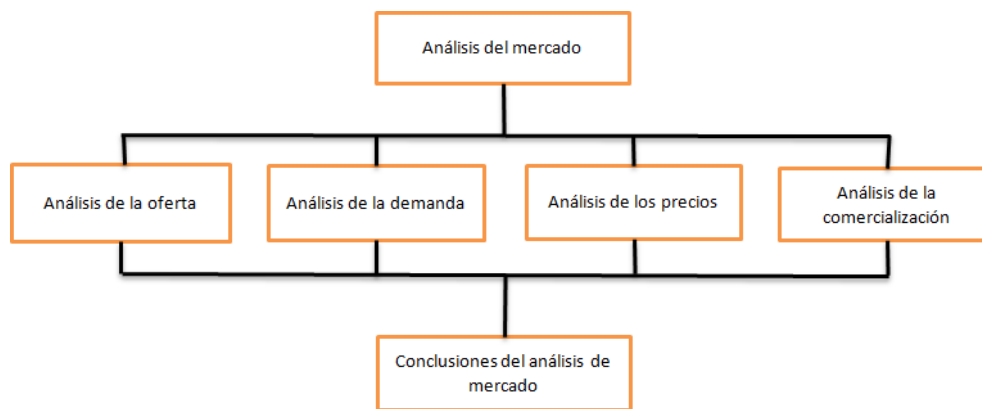 Análisis del mercado
Análisis de la oferta
Análisis de la demanda
Análisis de los precios
Análisis de la
comercialización
Conclusiones del análisis de
mercado